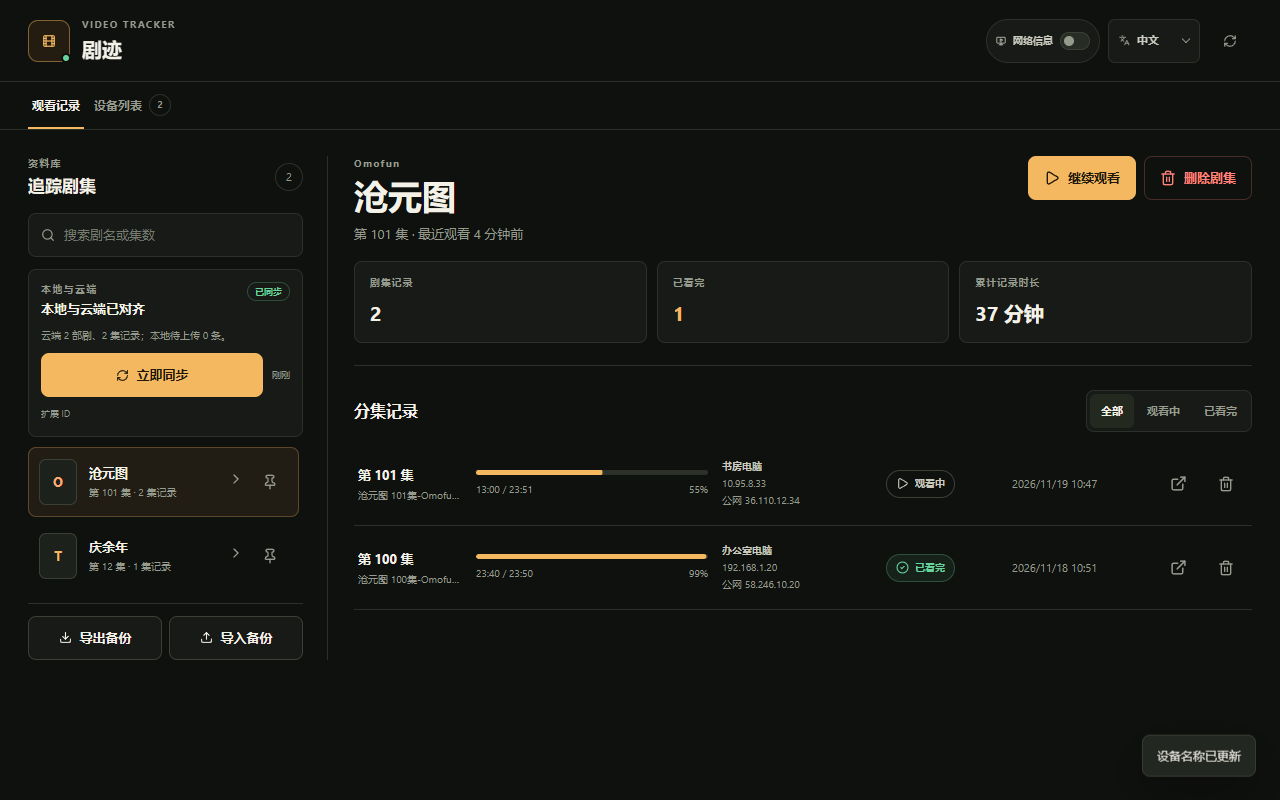 VIDEO TRACKER
剧迹
网络信息
中文
观看记录
设备列表 2
资料库
追踪剧集
2
搜索剧名或集数
本地与云端
已同步
本地与云端已对齐
云端 2 部剧、2 集记录；本地待上传 0 条。
立即同步
刚刚
扩展 ID
O
沧元图
第 101 集 · 2 集记录
T
庆余年
第 12 集 · 1 集记录
导出备份
导入备份
Omofun
沧元图
第 101 集 · 最近观看 4 分钟前
继续观看
删除剧集
剧集记录
2
已看完
1
累计记录时长
37 分钟
分集记录
全部
观看中
已看完
第 101 集
沧元图 101集-Omofu...
13:00 / 23:51
55%
书房电脑
10.95.8.33
公网 36.110.12.34
观看中
2026/11/19 10:47
第 100 集
沧元图 100集-Omofu...
23:40 / 23:50
99%
办公室电脑
192.168.1.20
公网 58.246.10.20
已看完
2026/11/18 10:51
设备名称已更新